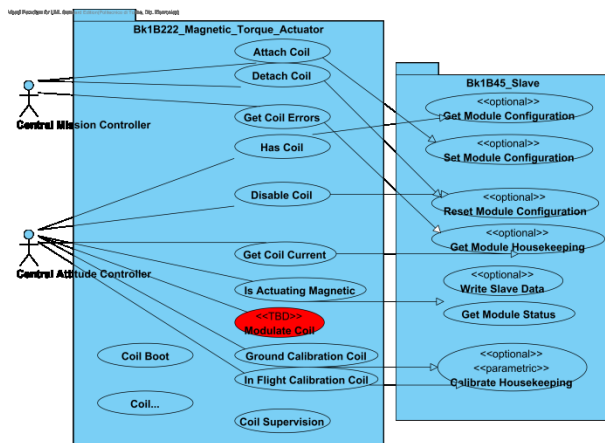 Bk1B222_Magnetic_Torque_Actuator
Attach Coil
Detach Coil
Get Coil Errors
Has Coil
Disable Coil
Get Coil Current
Is Actuating Magnetic
<<TBD>>
Modulate Coil
Ground Calibration Coil
In Flight Calibration Coil
Coil Supervision
Coil Boot
Coil...
Central Mission Controller
Central Attitude Controller
Bk1B45_Slave
<<optional>>
Get Module Configuration
<<optional>>
Set Module Configuration
<<optional>>
Reset Module Configuration
<<optional>>
Get Module Housekeeping
<<optional>>
Write Slave Data
Get Module Status
<<optional>>
<<parametric>>
Calibrate Housekeeping